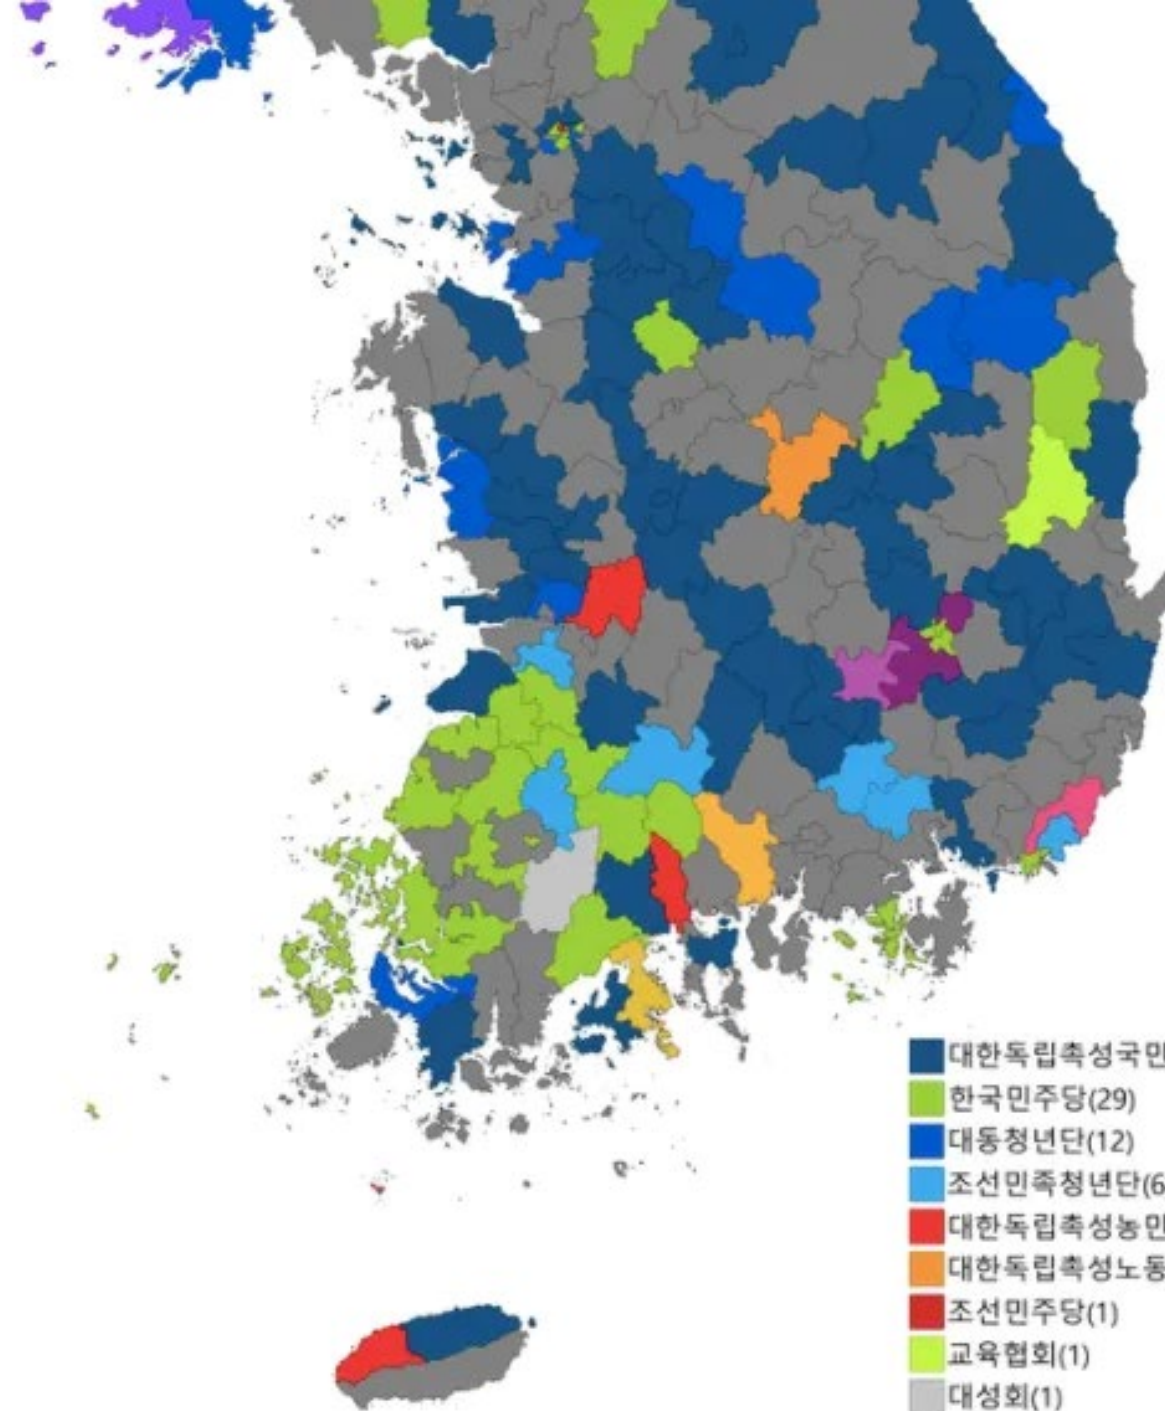 대한독립촉성국민
한국민주당(29)
대동청년단(12)
조선민족청년단(6
대한독립촉성농민
대한독립촉성노동
조선민주당(1)
교육협회(1)
대성회(1)